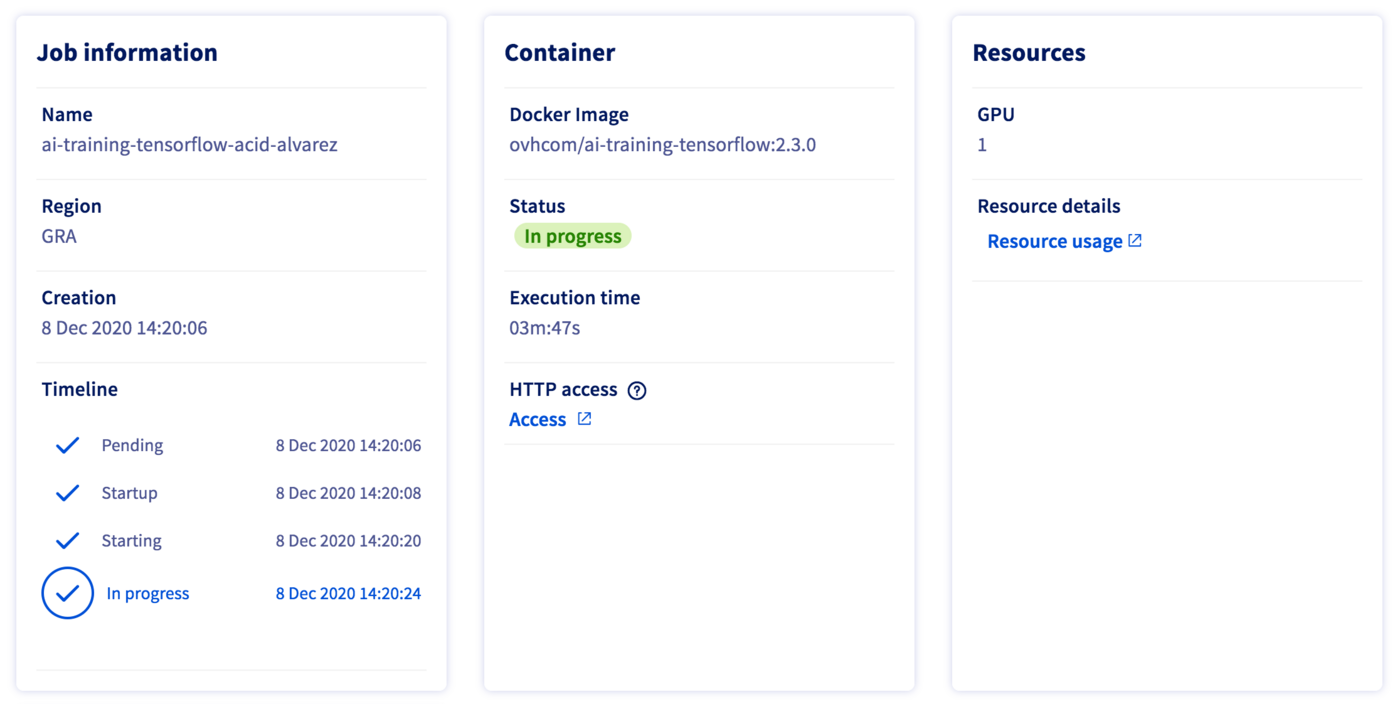 Job information
Name
ai-training-tensorflow-acid-alvarez
Region
GRA
Creation
8 Dec 2020 14:20:06
Timeline
Pending 8 Dec 2020 14:20:06
Startup 8 Dec 2020 14:20:08
Starting 8 Dec 2020 14:20:20
In progress 8 Dec 2020 14:20:24
Container
Docker Image
ovhcom/ai-training-tensorflow:2.3.0
Status
In progress
Execution time
03m:47s
HTTP access ?
Access
Resources
GPU
1
Resource details
Resource usage